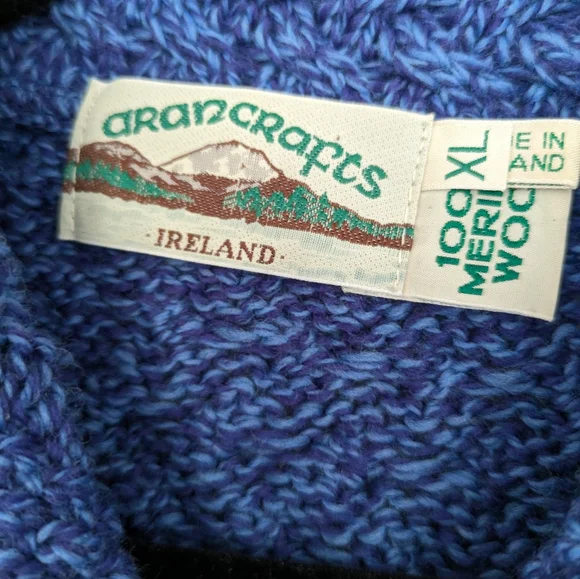 aRaNCRafts
·IRELAND·
XL
E IN
AND
100
MERI
WOO